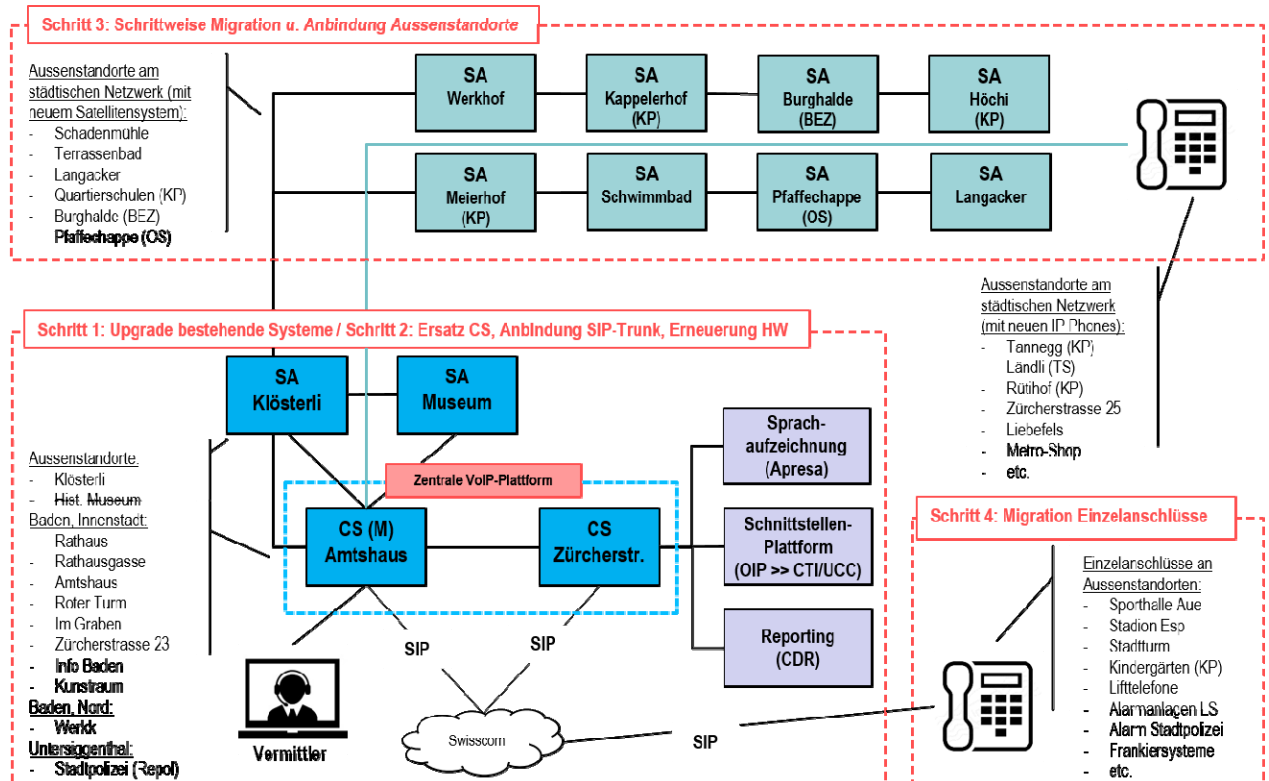 Schritt 3: Schrittweise Migration u. Anbindung Aussenstandorte
Aussenstandorte am
städtischen Netzwerk (mit
neuem Satellitensystem):
- Schadenmühle
- Terrassenbad
- Langacker
- Quartierschulen (KP)
- Burghalde (BEZ)
Pfaffechappe (OS)
SA
Werkhof
SA
Kappelerhof
(KP)
SA
Burghalde
(BEZ)
SA
Höchi
(KP)
SA
Meierhof
(KP)
SA
Schwimmbad
SA
Pfaffechappe
(OS)
SA
Langacker
Aussenstandorte am
städtischen Netzwerk
(mit neuen IP Phones):
- Tannegg (KP)
Ländli (TS)
- Rütihof (KP)
- Zürcherstrasse 25
- Liebefels
- Metro-Shop
- etc.
Schritt 1: Upgrade bestehende Systeme / Schritt 2: Ersatz CS, Anbindung SIP-Trunk, Erneuerung HW
SA
Klösterli
SA
Museum
Aussenstandorte:
- Klösterli
- Hist. Museum
Baden, Innenstadt:
Rathaus
- Rathausgasse
- Amtshaus
- Roter Turm
- Im Graben
- Zürcherstrasse 23
- Info Baden
- Kunstraum
Baden, Nord:
- Werkk
Untersiggenthal:
- Stadtpolizei (Repol)
Zentrale VoIP-Plattform
CS (M)
Amtshaus
CS
Zürcherstr.
Sprach-
aufzeichnung
(Apresa)
Schnittstellen-
Plattform
(OIP >> CTI/UCC)
Reporting
(CDR)
SIP
SIP
Vermittler
Swisscom
SIP
Schritt 4: Migration Einzelanschlüsse
Einzelanschlüsse an
Aussenstandorten:
- Sporthalle Aue
- Stadion Esp
- Stadtturm
- Kindergärten (KP)
- Lifttelefone
- Alarmanlagen LS
- Alarm Stadtpolizei
- Frankiersysteme
- etc.